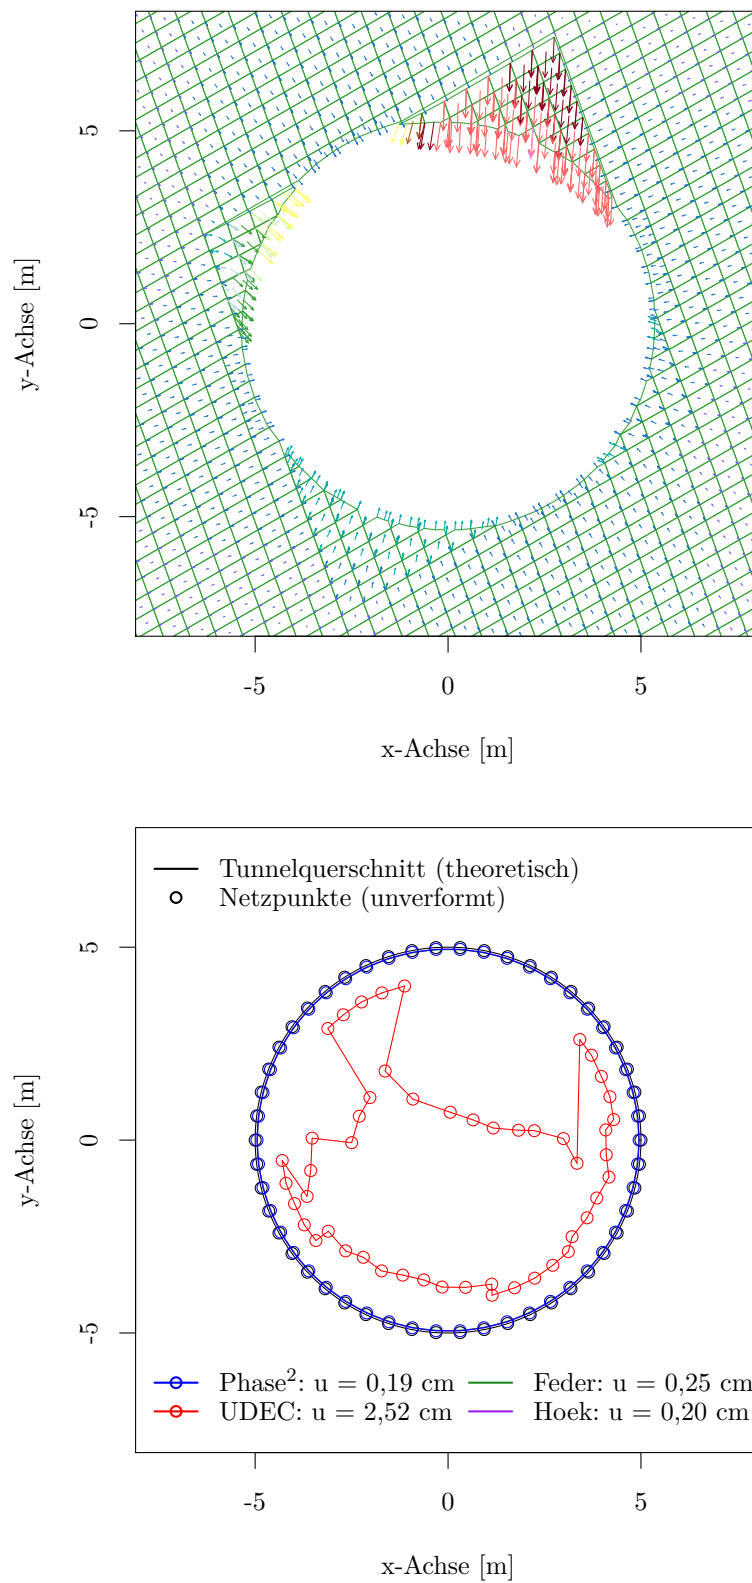 5
0
-5
y-Achse [m]
-5 0 5
x-Achse [m]
Tunnelquerschnitt (theoretisch)
Netzpunkte (unverformt)
5
0
-5
y-Achse [m]
Phase²: u = 0,19 cm Feder: u = 0,25 cm
UDEC: u = 2,52 cm Hoek: u = 0,20 cm
-5 0 5
x-Achse [m]